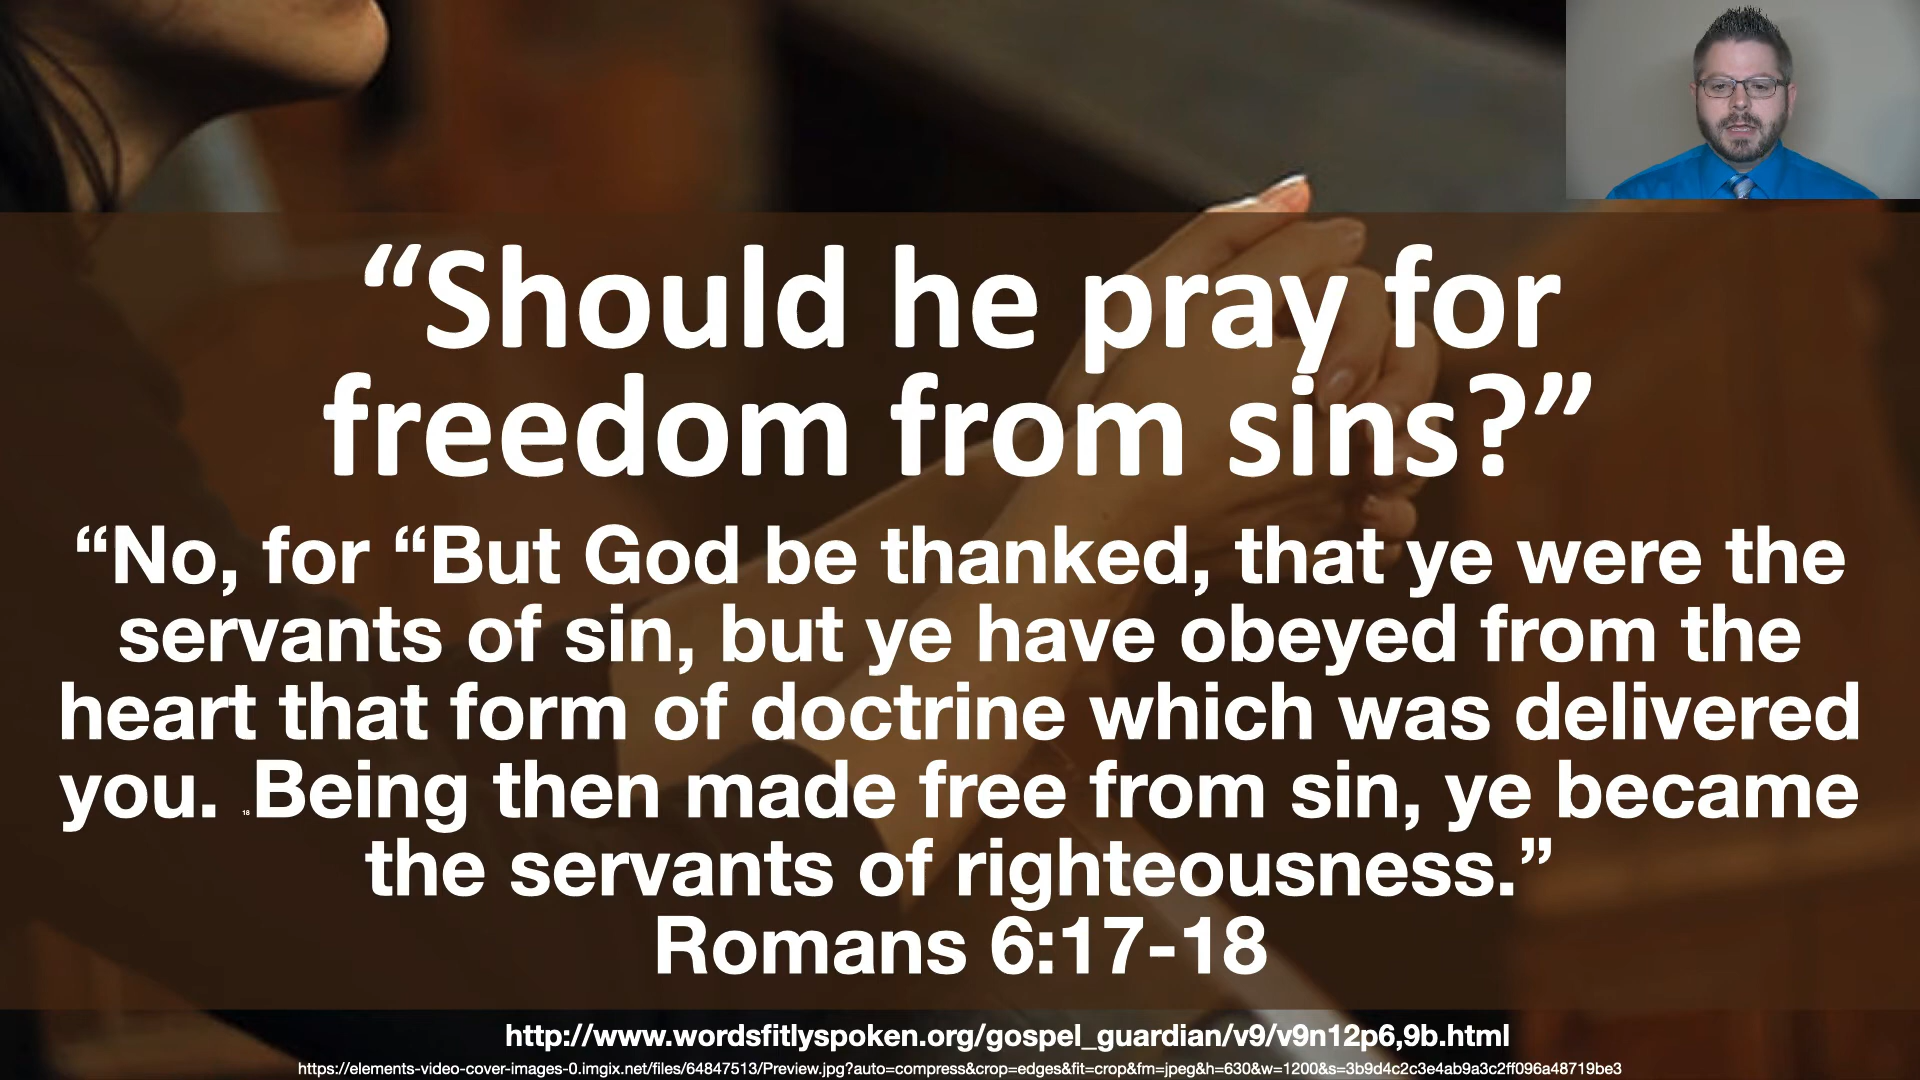 “Should he pray for
freedom from sins?”
“No, for “But God be thanked, that ye were the
servants of sin, but ye have obeyed from the
heart that form of doctrine which was delivered
you. 18 Being then made free from sin, ye became
the servants of righteousness.”
Romans 6:17-18
http://www.wordsfitlyspoken.org/gospel_guardian/v9/v9n12p6,9b.html
https://elements-video-cover-images-0.imgix.net/files/64847513/Preview.jpg?auto=compress&crop=edges&fit=crop&fm=jpeg&h=630&w=1200&s=3b9d4c2c3e4ab9a3c2ff096a48719be3